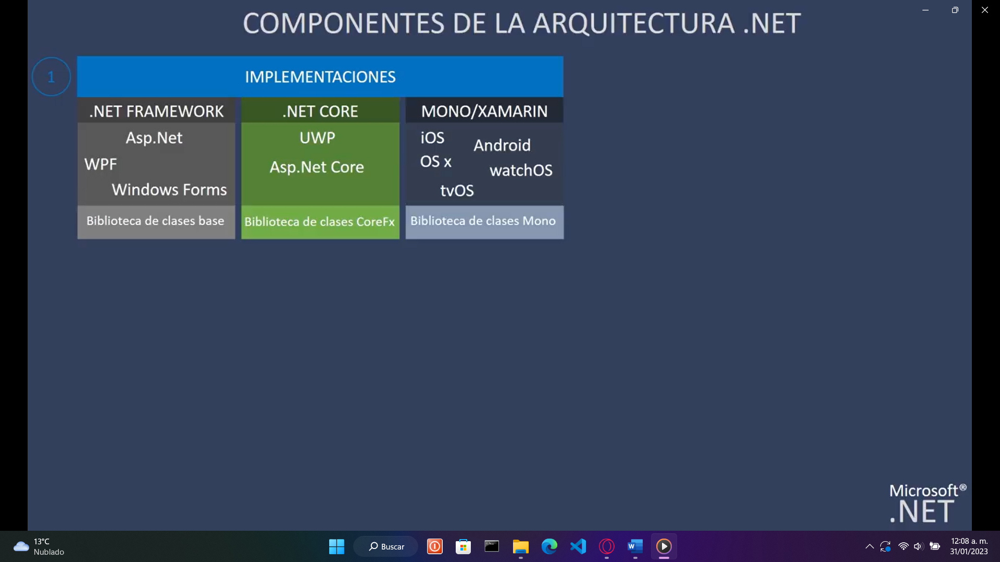 COMPONENTES DE LA ARQUITECTURA .NET
1
IMPLEMENTACIONES
.NET FRAMEWORK
Asp.Net
WPF
Windows Forms
Biblioteca de clases base
.NET CORE
UWP
Asp.Net Core
Biblioteca de clases CoreFx
MONO/XAMARIN
iOS
Android
OS x
watchOS
tvOS
Biblioteca de clases Mono
Microsoft®
.NET
13°C
Nublado
Buscar
12:08 a. m.
31/01/2023